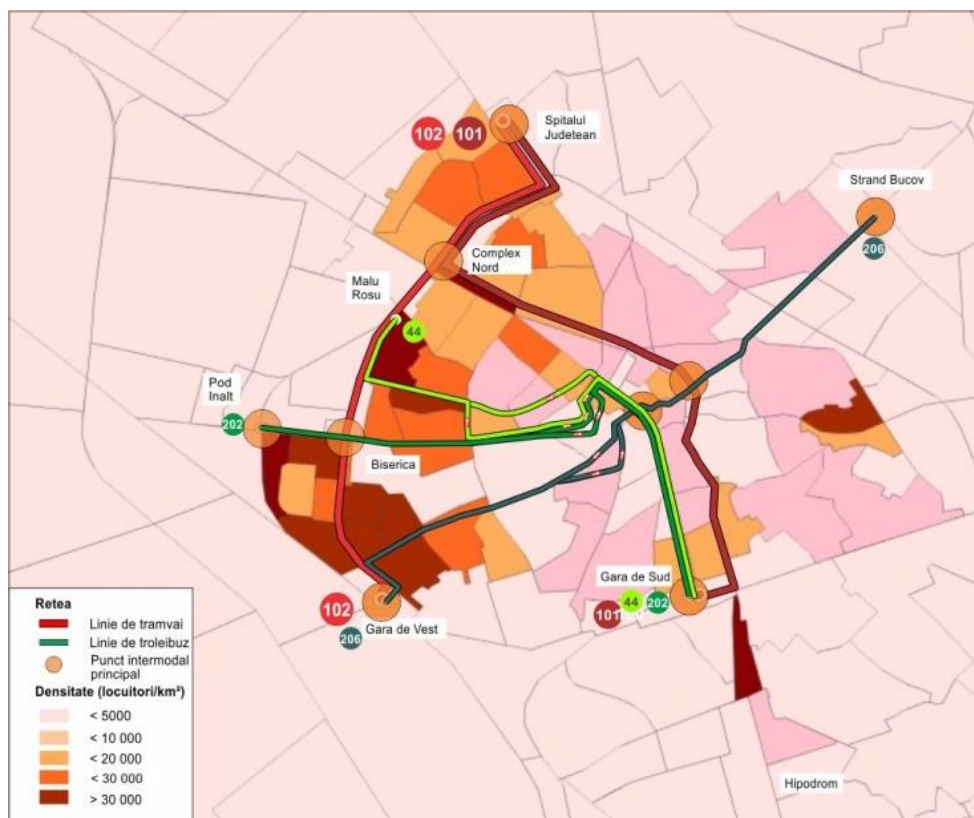 102
101
Spitalul
Judetean
Strand Bucov
206
Complex
Nord
Malu
Rosu
44
Pod
Inalt
202
Biserica
Gara de Sud
101
44
202
102
206
Gara de Vest
Retea
Linie de tramvai
Linie de troleibuz
Punct intermodal
principal
Densitate (locuitori/km²)
< 5000
< 10 000
< 20 000
< 30 000
> 30 000
Hipodrom